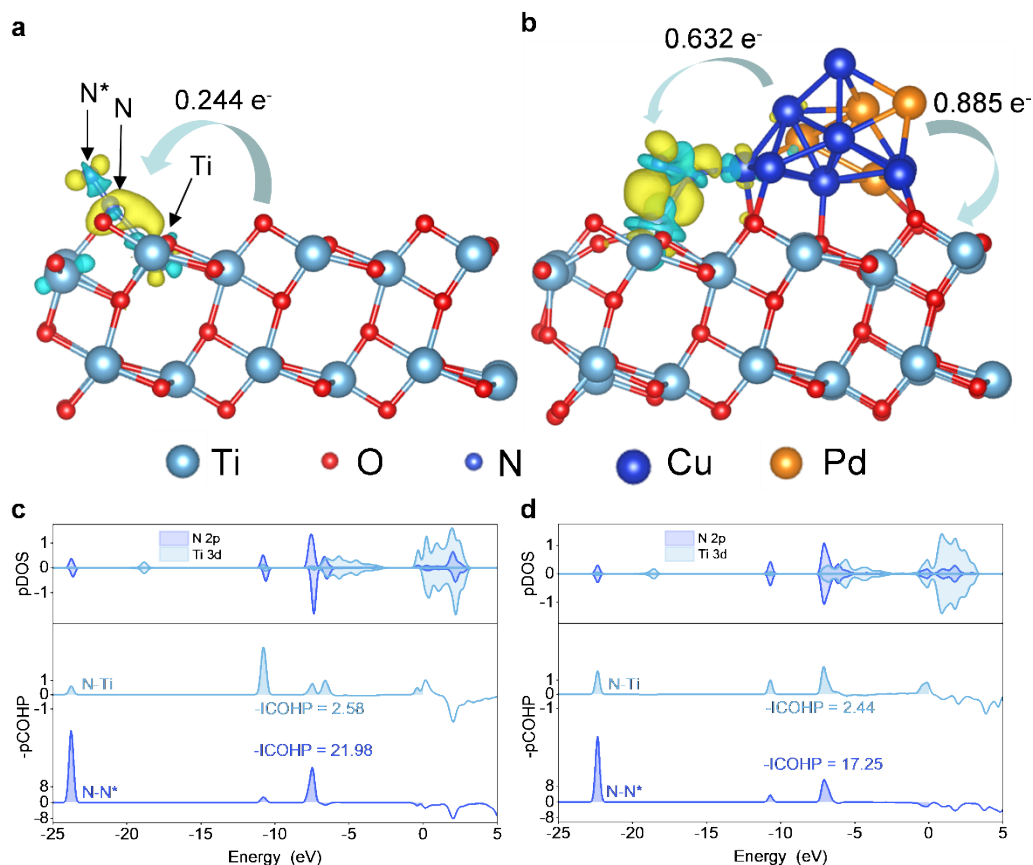 a
N*
N
0.244 e-
Ti
b
0.632 e-
0.885 e-
Ti O N Cu Pd
c
N 2p
Ti 3d
pDOS
1
0
-1
-pCOHP
N-Ti
1
0
-1
-ICOHP = 2.58
-ICOHP = 21.98
N-N*
8
0
-8
-25 -20 -15 -10 -5 0 5
Energy (eV)
d
N 2p
Ti 3d
pDOS
1
0
-1
-pCOHP
N-Ti
1
0
-1
-ICOHP = 2.44
-ICOHP = 17.25
N-N*
8
0
-8
-25 -20 -15 -10 -5 0 5
Energy (eV)